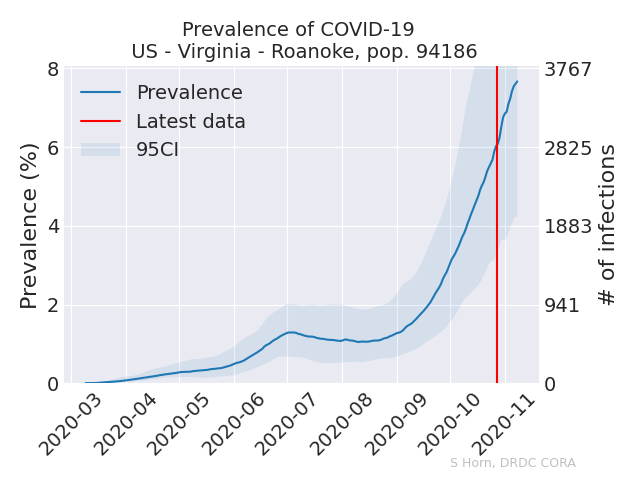 Prevalence of COVID-19
US - Virginia - Roanoke, pop. 94186
Prevalence
Latest data
95CI
Prevalence (%)
8
6
4
2
0
3767
2825
1883
941
0
# of infections
2020-03
2020-04
2020-05
2020-06
2020-07
2020-08
2020-09
2020-10
2020-11
S Horn, DRDC CORA